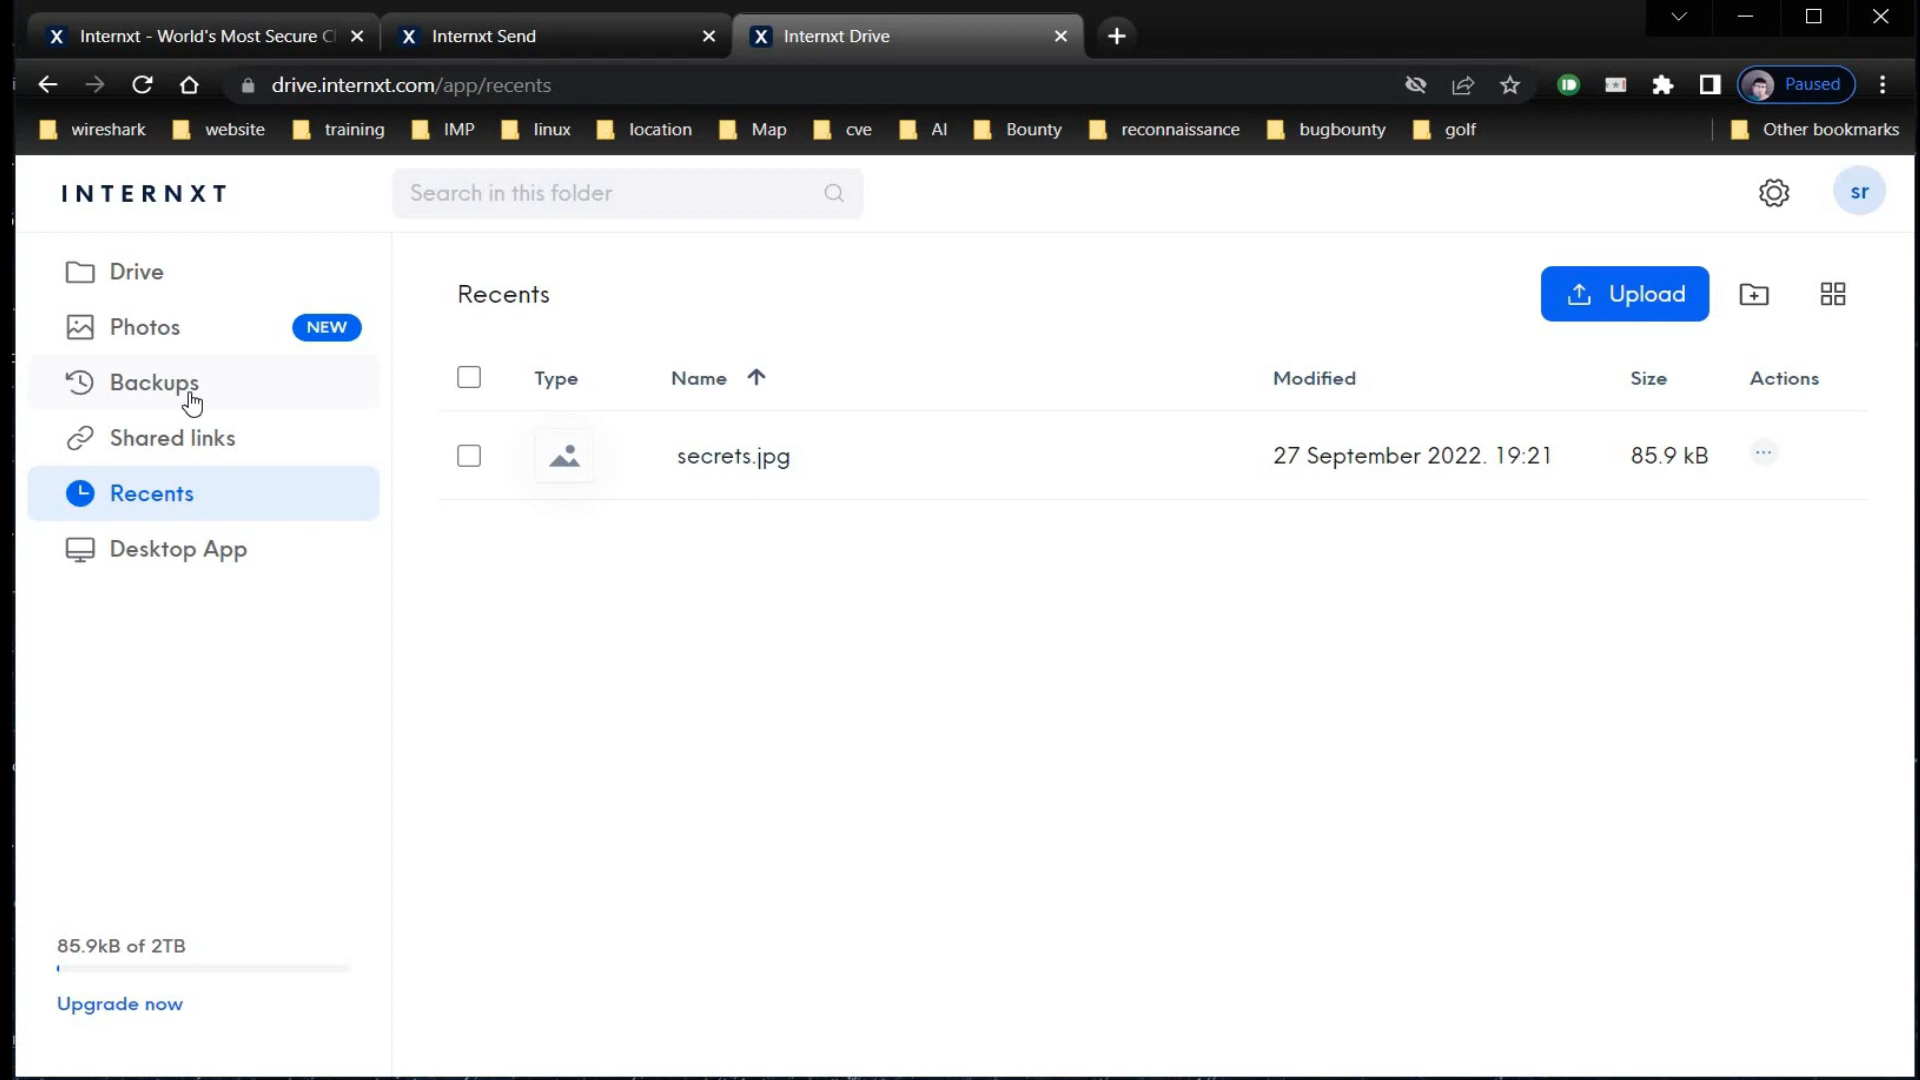 Internxt - World's Most Secure Cl
Internxt Send
Internxt Drive
drive.internxt.com/app/recents
Paused
wireshark website training IMP linux location Map cve AI Bounty reconnaissance bugbounty golf Other bookmarks
INTERNXT
Search in this folder
sr
Drive
Photos NEW
Backups
Shared links
Recents
Desktop App
Recents
Upload
Type Name Modified Size Actions
secrets.jpg 27 September 2022. 19:21 85.9 kB
85.9kB of 2TB
Upgrade now